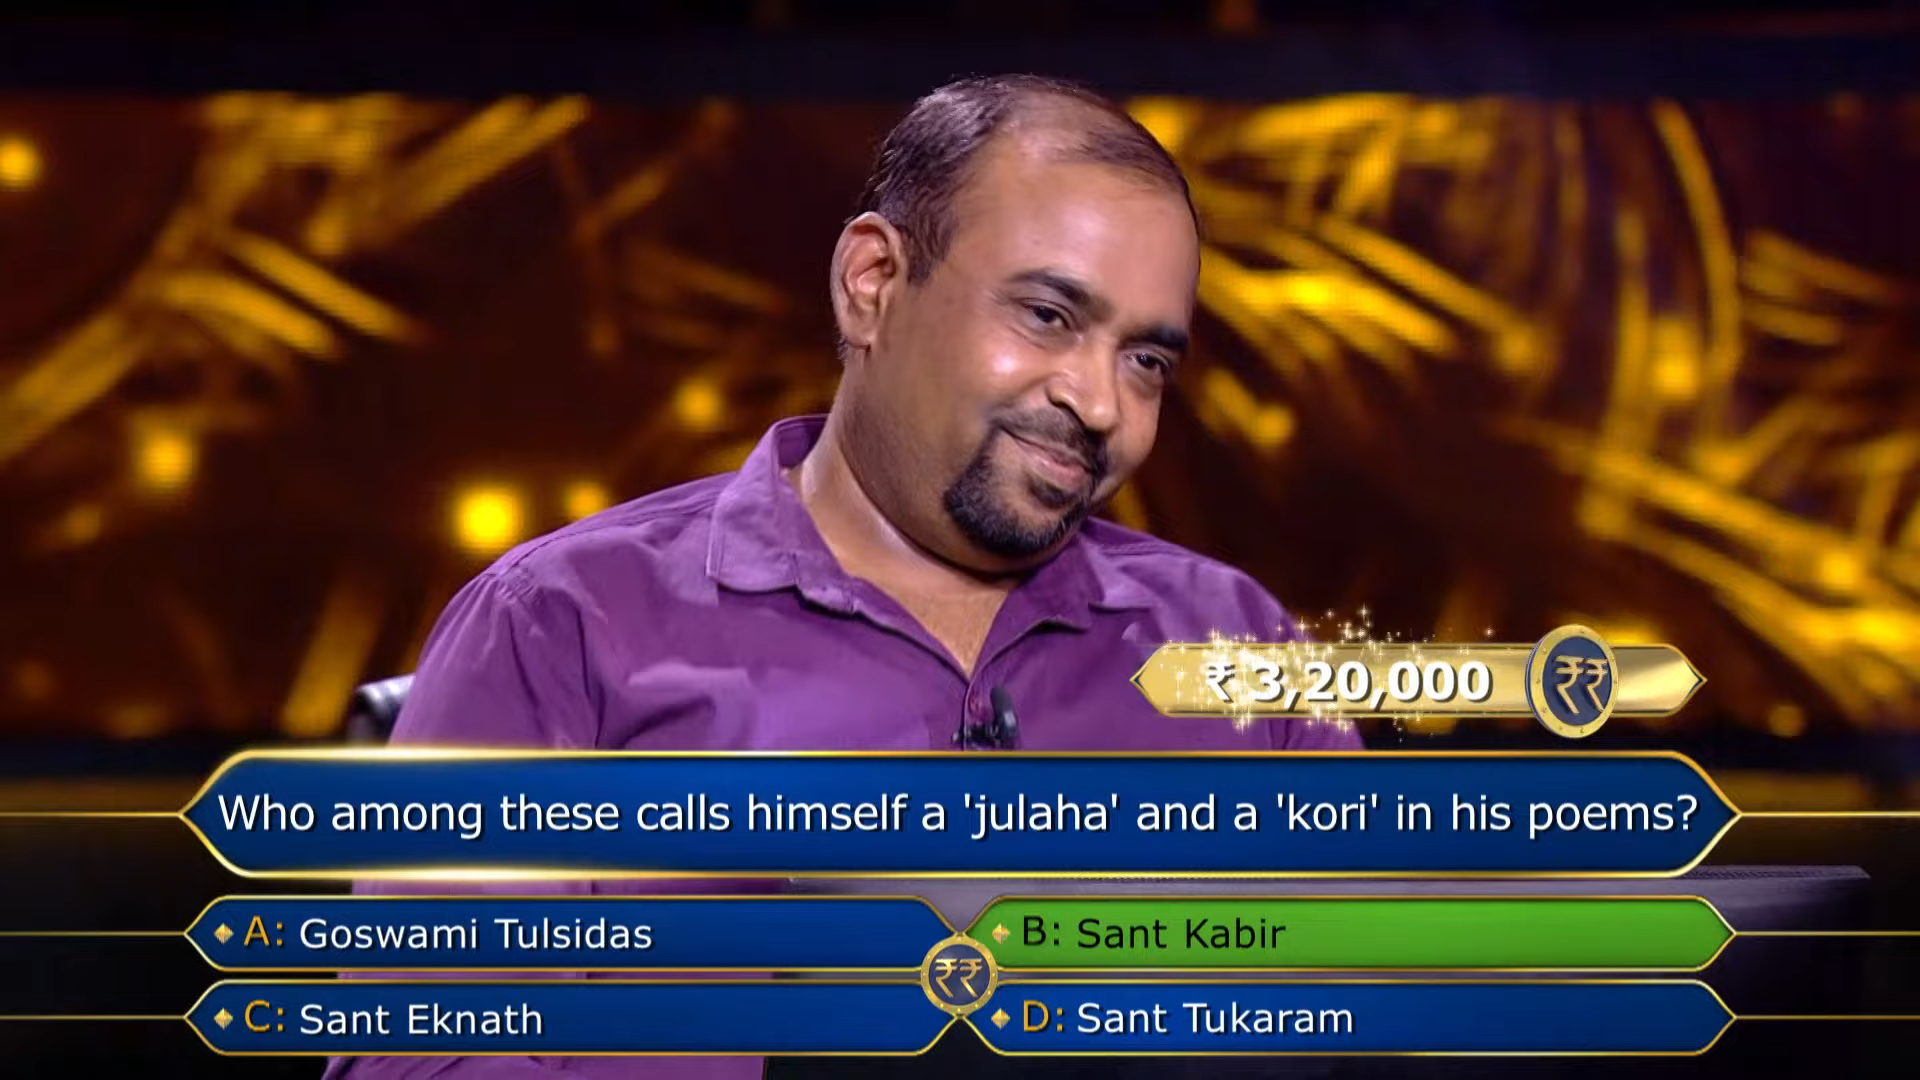 ₹ 3,20,000
Who among these calls himself a 'julaha' and a 'kori' in his poems?
A: Goswami Tulsidas
B: Sant Kabir
C: Sant Eknath
D: Sant Tukaram
₹₹
₹₹